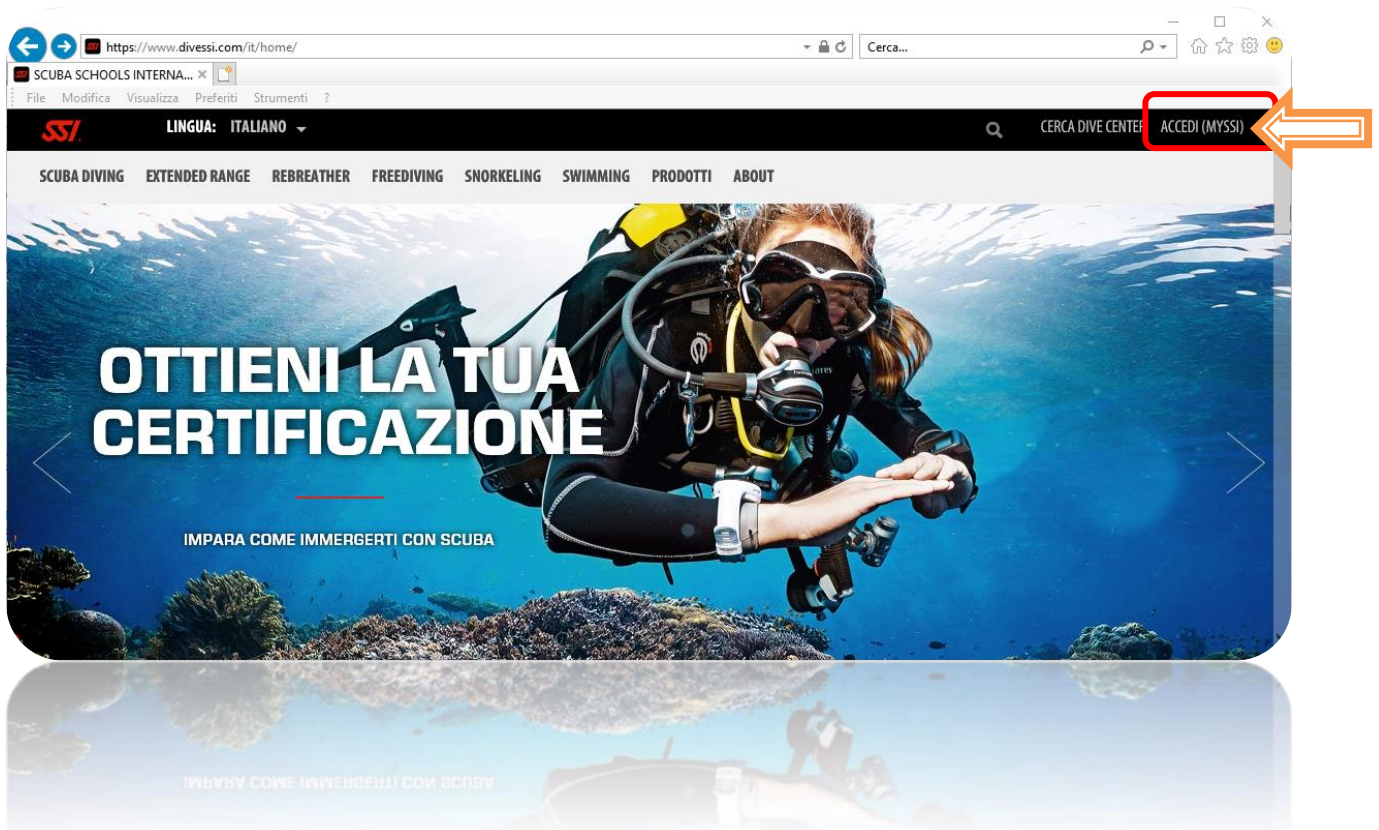 https://www.divessi.com/it/home/
Cerca...
SCUBA SCHOOLS INTERNA...
File Modifica Visualizza Preferiti Strumenti ?
SSI LINGUA: ITALIANO CERCA DIVE CENTER ACCEDI (MYSSI)
SCUBA DIVING EXTENDED RANGE REBREATHER FREEDIVING SNORKELING SWIMMING PRODOTTI ABOUT
OTTIENI LA TUA
CERTIFICAZIONE
IMPARA COME IMMERGERTI CON SCUBA